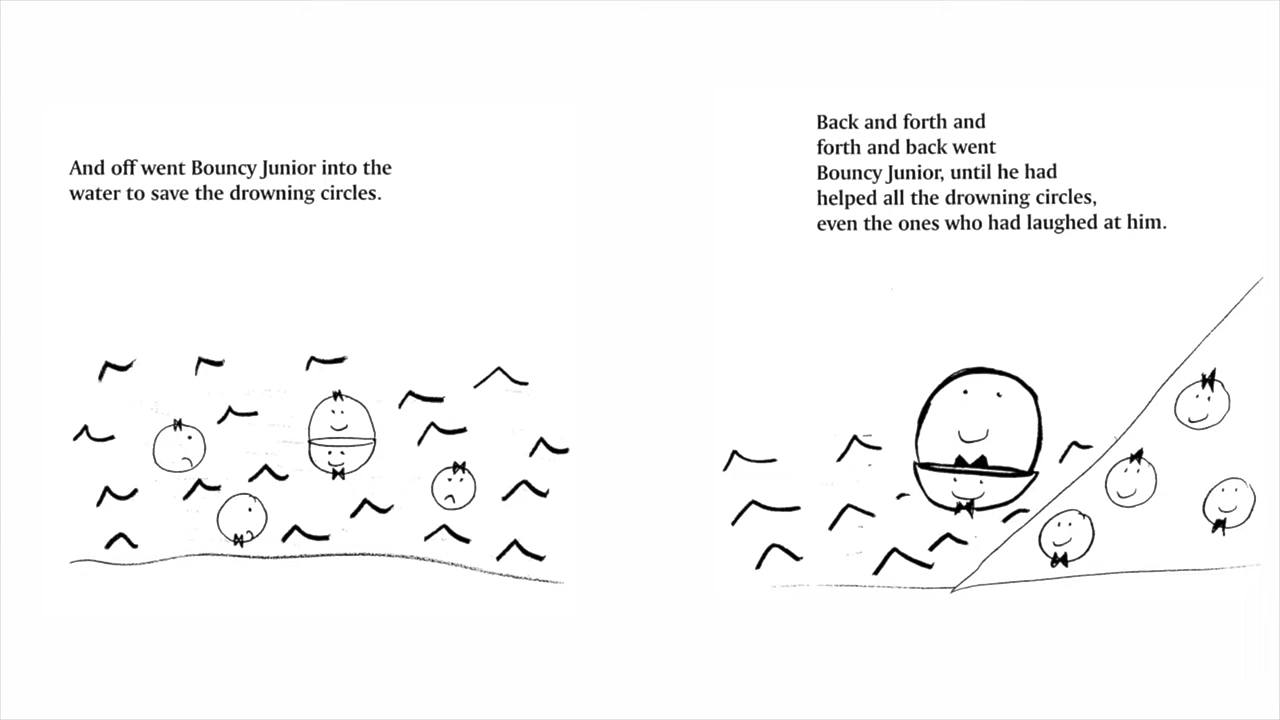 And off went Bouncy Junior into the
water to save the drowning circles.
Back and forth and
forth and back went
Bouncy Junior, until he had
helped all the drowning circles,
even the ones who had laughed at him.